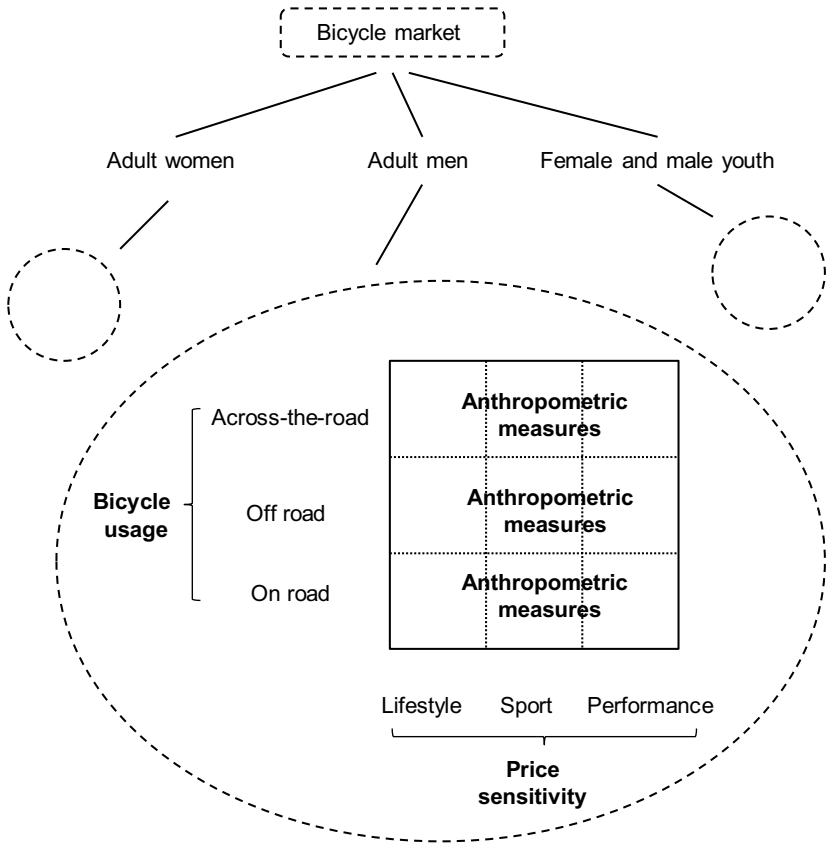 Bicycle market
Adult women
Adult men
Female and male youth
Across-the-road
Anthropometric
measures
Bicycle
usage
Off road
Anthropometric
measures
On road
Anthropometric
measures
Lifestyle
Sport
Performance
Price
sensitivity